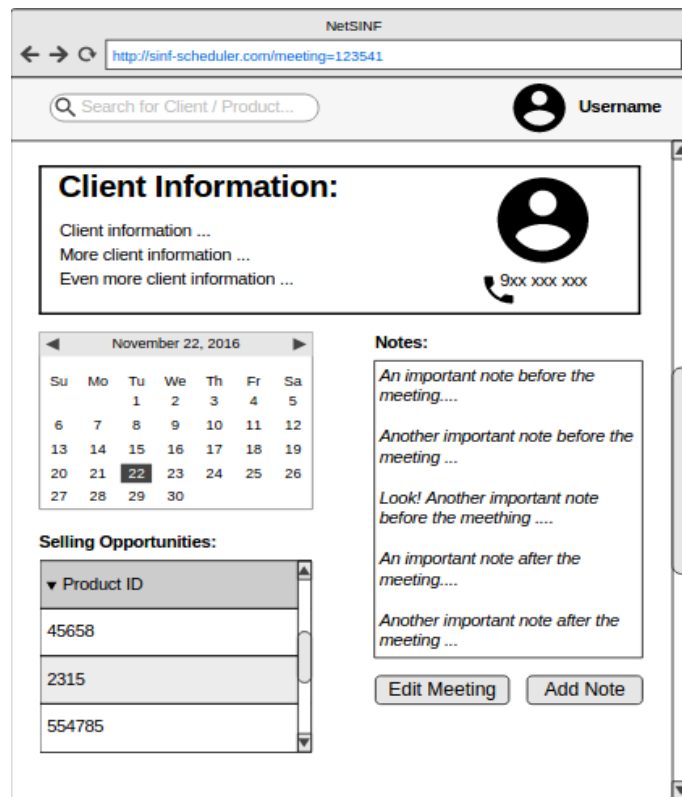 NetSINF
http://sinf-scheduler.com/meeting=123541
Search for Client / Product...
Username
Client Information:
Client information ...
More client information ...
Even more client information ...
9xx xxx xxx
November 22, 2016
Su Mo Tu We Th Fr Sa
1 2 3 4 5
6 7 8 9 10 11 12
13 14 15 16 17 18 19
20 21 22 23 24 25 26
27 28 29 30
Selling Opportunities:
Product ID
45658
2315
554785
Notes:
An important note before the
meeting....
Another important note before the
meeting ...
Look! Another important note
before the meething ....
An important note after the
meeting....
Another important note after the
meeting ...
Edit Meeting
Add Note